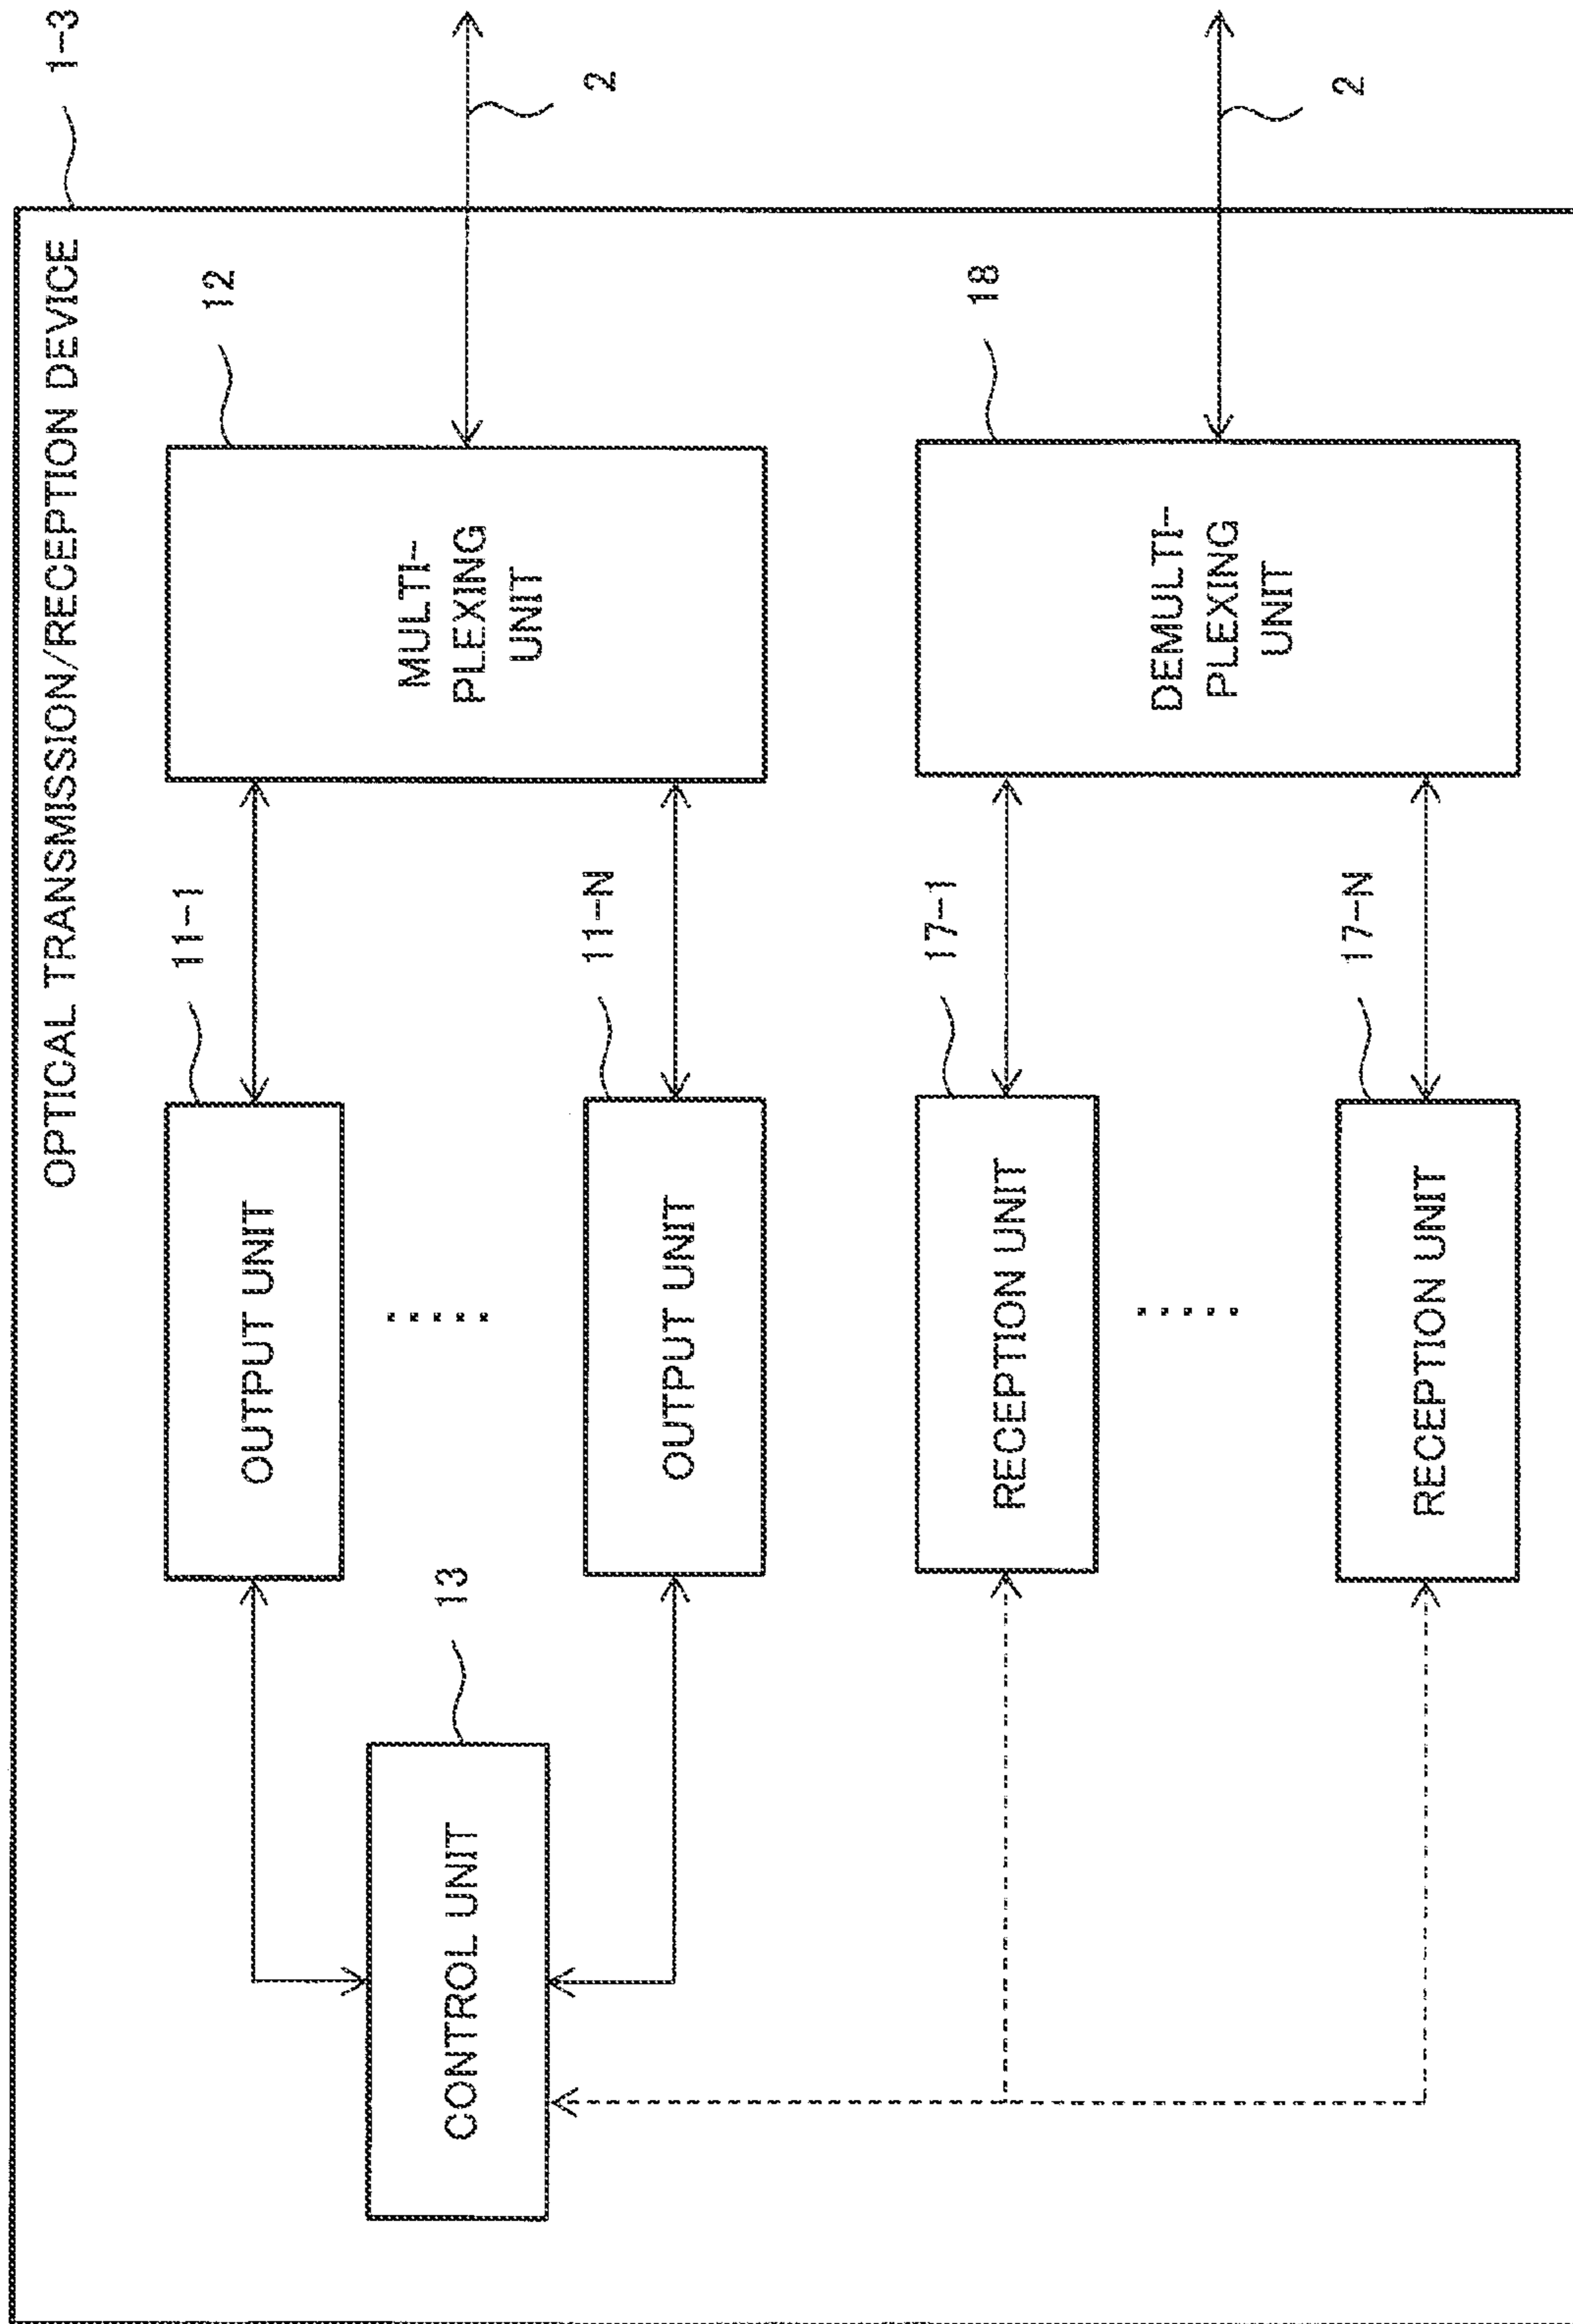 1-3
OPTICAL TRANSMISSION/RECEPTION DEVICE
13
CONTROL UNIT
11-1
OUTPUT UNIT
11-N
OUTPUT UNIT
12
MULTI-
PLEXING
UNIT
2
17-1
RECEPTION UNIT
17-N
RECEPTION UNIT
18
DEMULTI-
PLEXING
UNIT
2